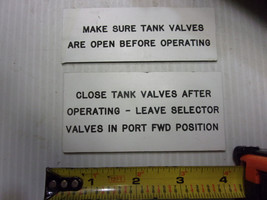 MAKE SURE TANK VALVES
ARE OPEN BEFORE OPERATING
CLOSE TANK VALVES AFTER
OPERATING - LEAVE SELECTOR
VALVES IN PORT FWD POSITION
1 2 3 4